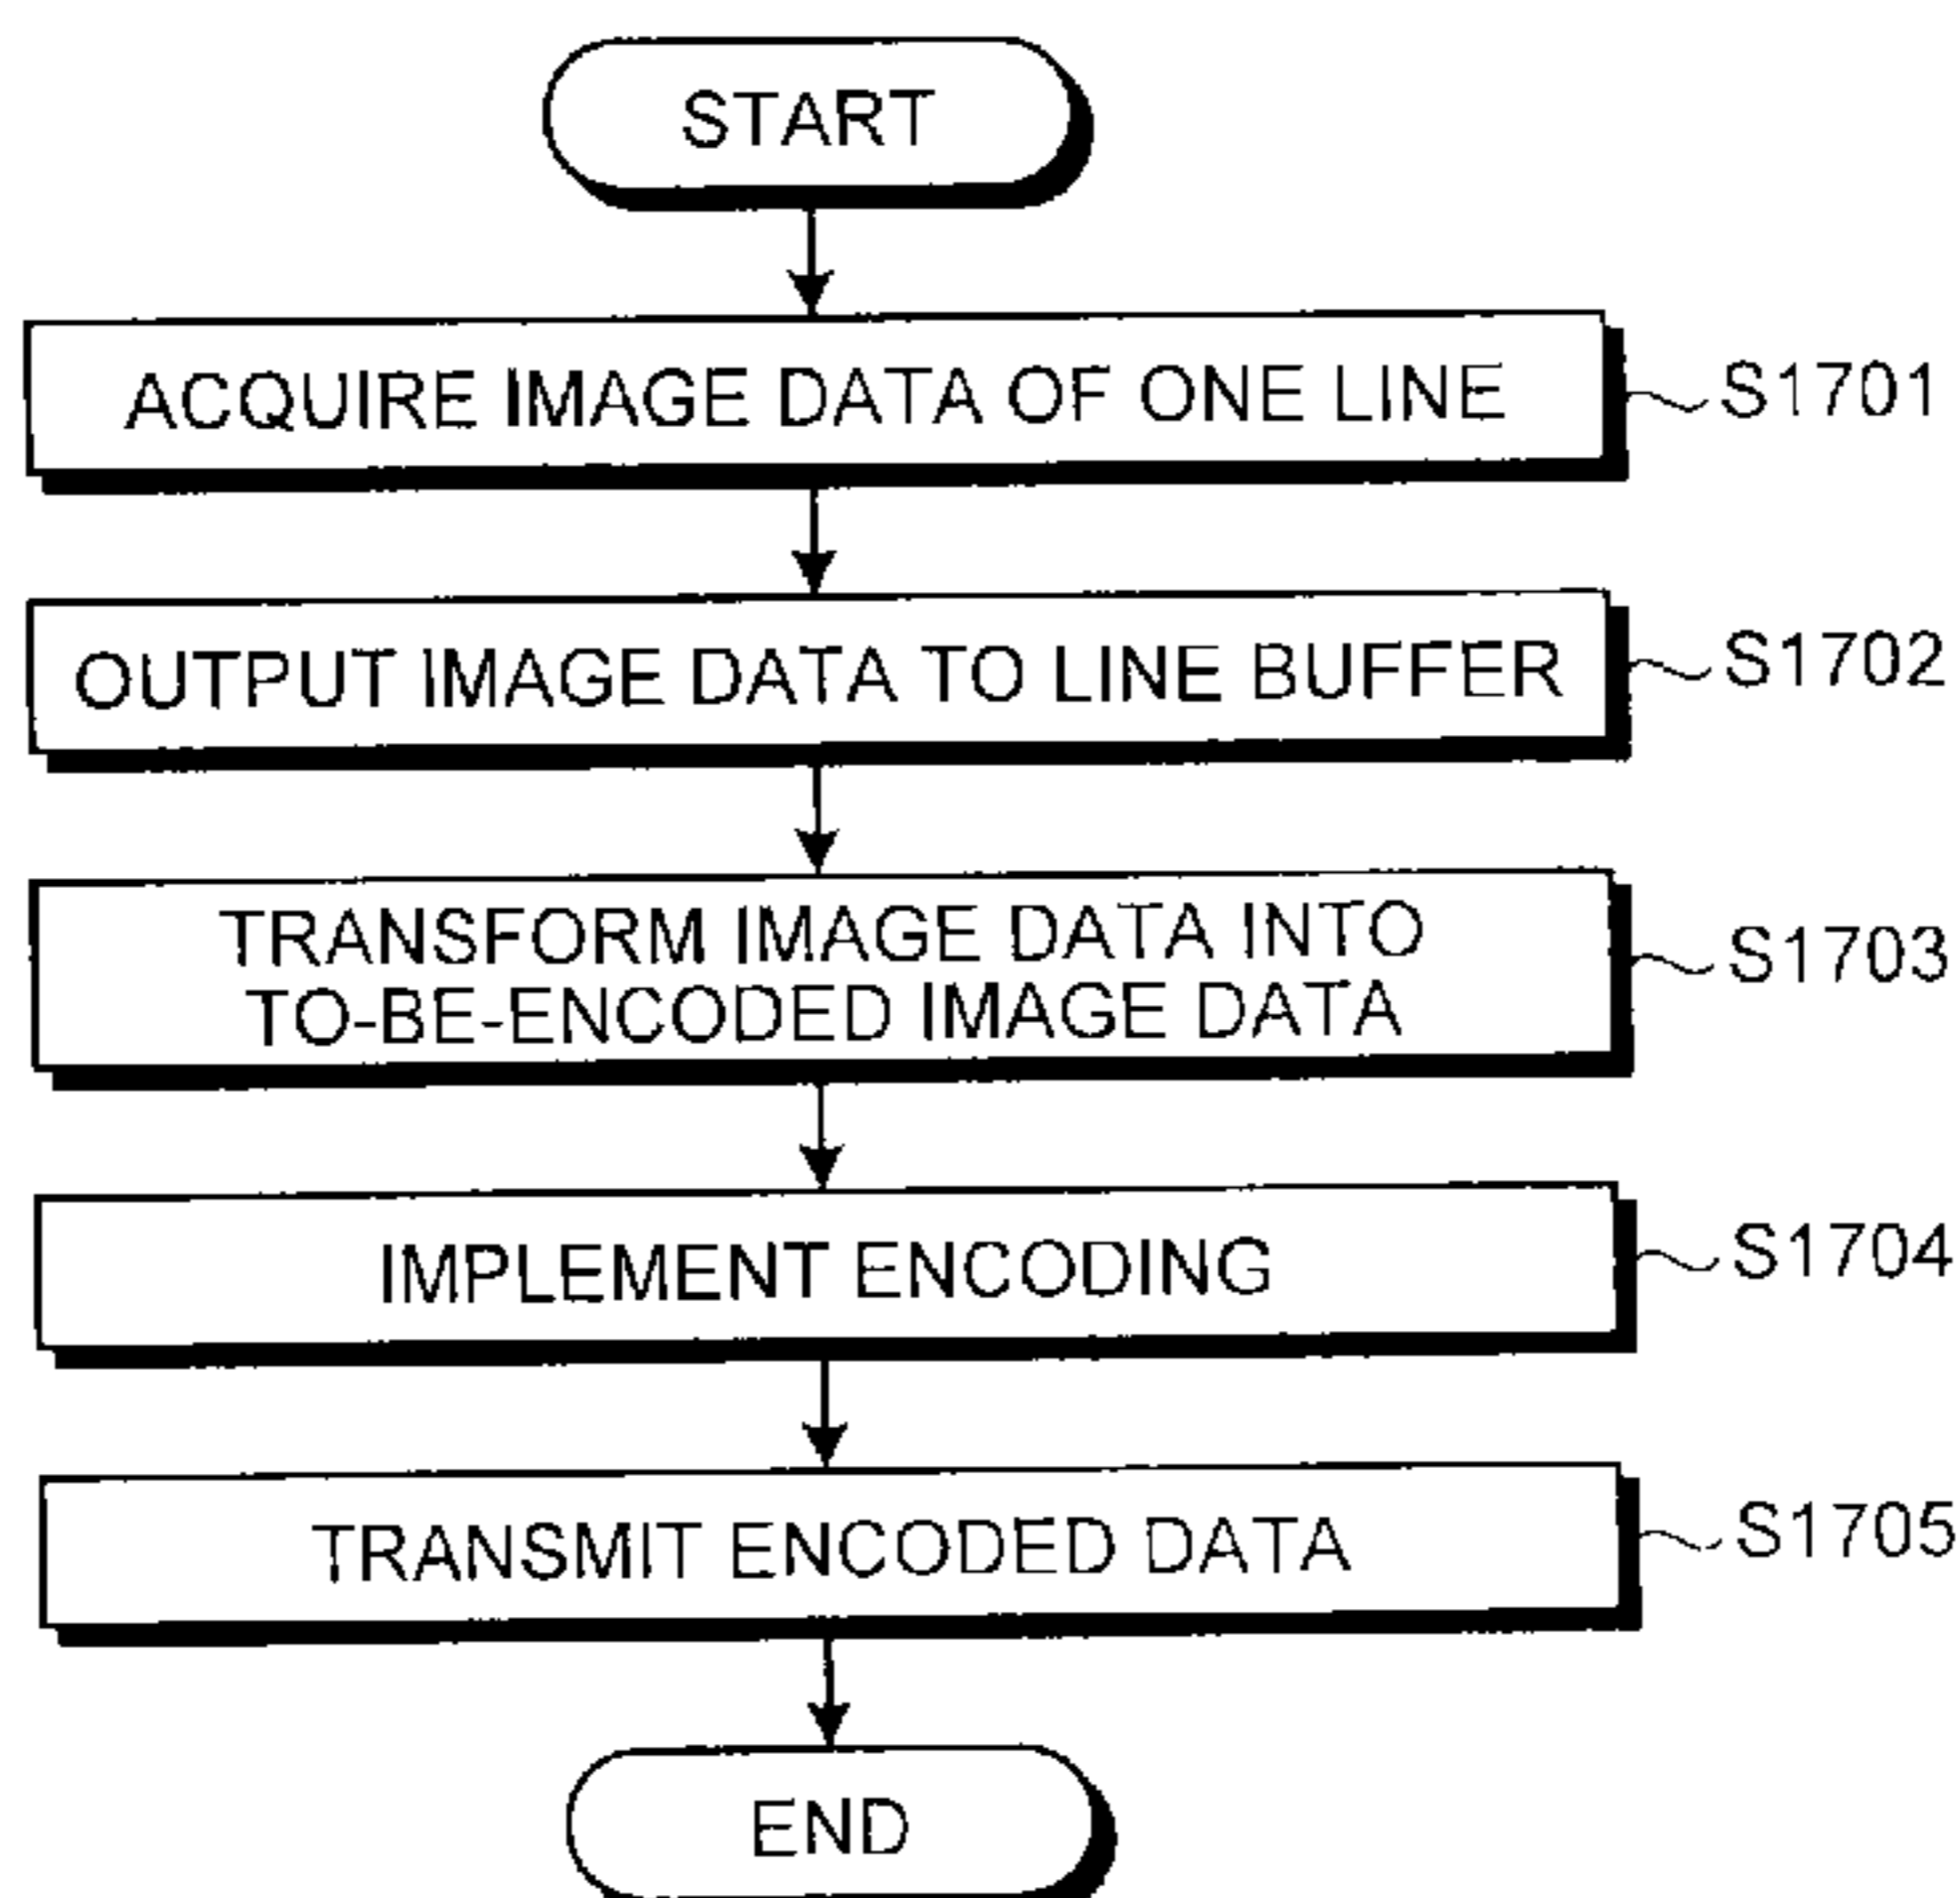 START
ACQUIRE IMAGE DATA OF ONE LINE
S1701
OUTPUT IMAGE DATA TO LINE BUFFER
S1702
TRANSFORM IMAGE DATA INTO
TO-BE-ENCODED IMAGE DATA
S1703
IMPLEMENT ENCODING
S1704
TRANSMIT ENCODED DATA
S1705
END